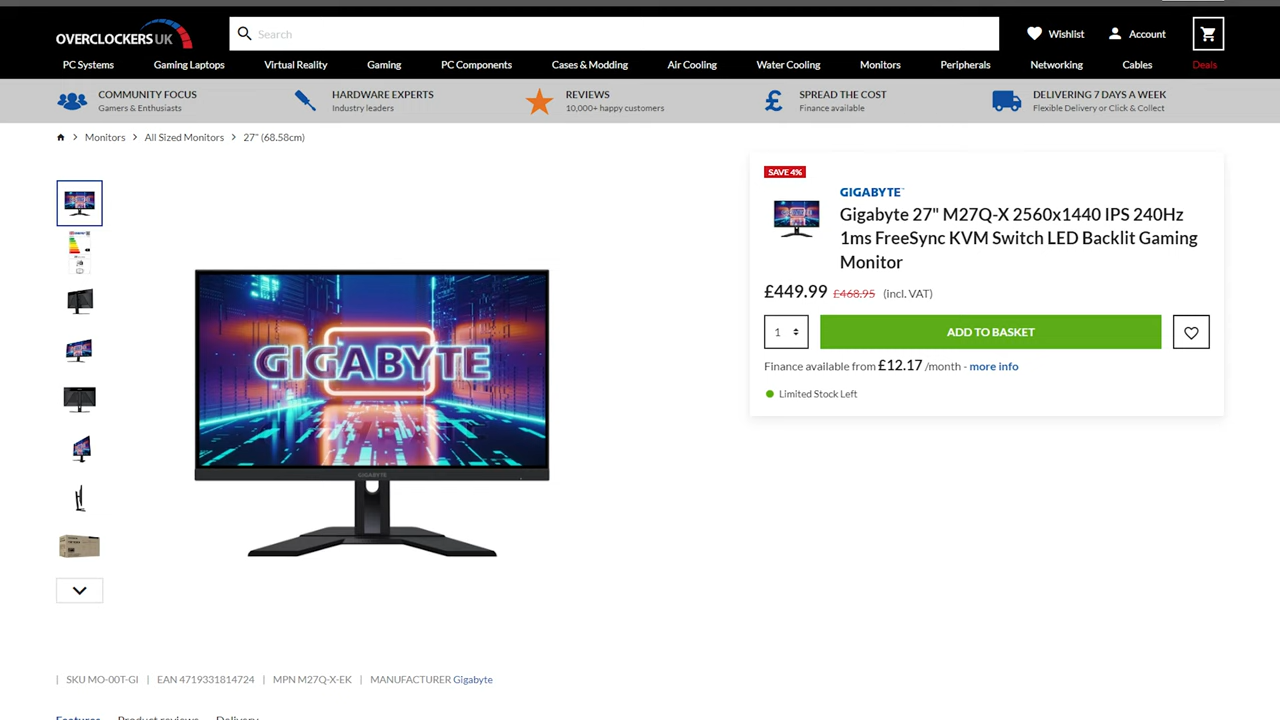 OVERCLOCKERS UK
Search
Wishlist
Account
PC Systems
Gaming Laptops
Virtual Reality
Gaming
PC Components
Cases & Modding
Air Cooling
Water Cooling
Monitors
Peripherals
Networking
Cables
Deals
COMMUNITY FOCUS
Gamers & Enthusiasts
HARDWARE EXPERTS
Industry leaders
REVIEWS
10,000+ happy customers
SPREAD THE COST
Finance available
DELIVERING 7 DAYS A WEEK
Flexible Delivery or Click & Collect
Monitors
All Sized Monitors
27" (68.58cm)
GIGABYTE
GIGABYTE
SAVE 4%
GIGABYTE
Gigabyte 27" M27Q-X 2560x1440 IPS 240Hz
1ms FreeSync KVM Switch LED Backlit Gaming
Monitor
£449.99 £468.95 (incl. VAT)
1
ADD TO BASKET
Finance available from £12.17 /month - more info
Limited Stock Left
| SKU MO-00T-GI | EAN 4719331814724 | MPN M27Q-X-EK | MANUFACTURER Gigabyte
Features
Product reviews
Delivery